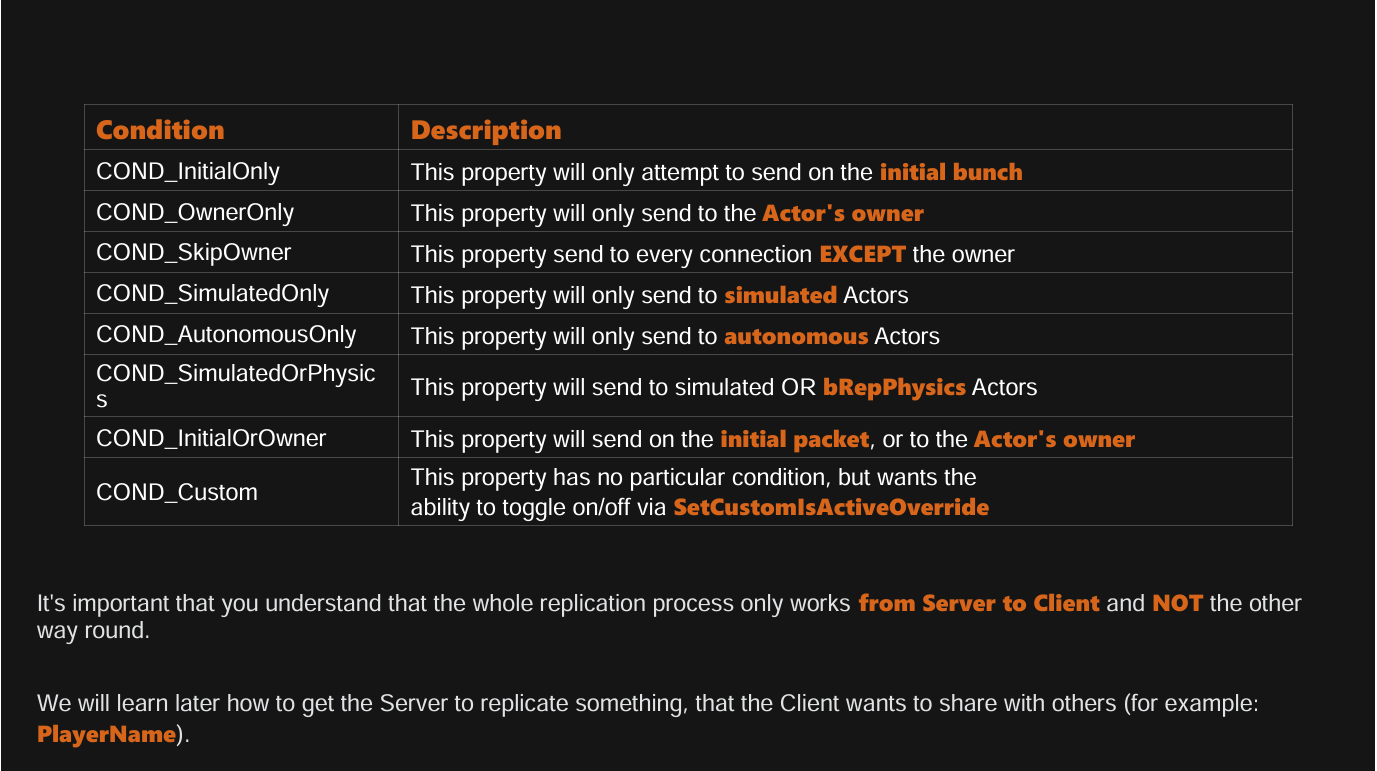 Condition
Description
COND_InitialOnly
This property will only attempt to send on the initial bunch
COND_OwnerOnly
This property will only send to the Actor's owner
COND_SkipOwner
This property send to every connection EXCEPT the owner
COND_SimulatedOnly
This property will only send to simulated Actors
COND_AutonomousOnly
This property will only send to autonomous Actors
COND_SimulatedOrPhysic
s
This property will send to simulated OR bRepPhysics Actors
COND_InitialOrOwner
This property will send on the initial packet, or to the Actor's owner
COND_Custom
This property has no particular condition, but wants the
ability to toggle on/off via SetCustomIsActiveOverride
It's important that you understand that the whole replication process only works from Server to Client and NOT the other
way round.
We will learn later how to get the Server to replicate something, that the Client wants to share with others (for example:
PlayerName).